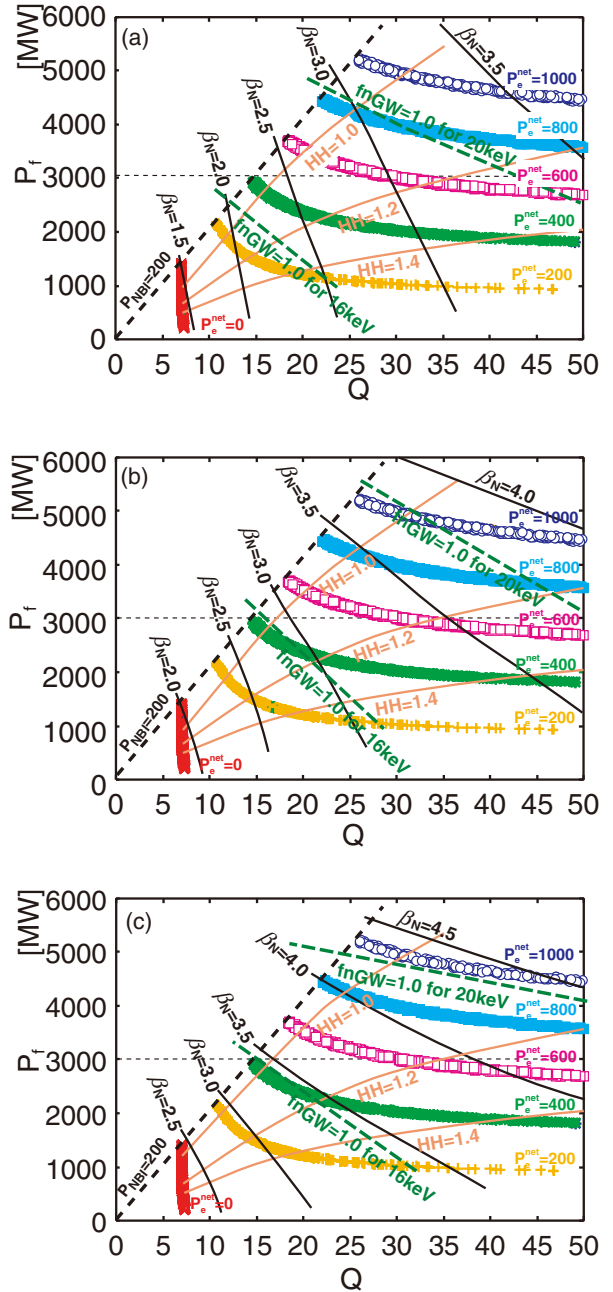 (a)
[MW]
P_f
6000
5000
4000
3000
2000
1000
0
0 5 10 15 20 25 30 35 40 45 50
Q
P_NBI=200
β_N=1.5
β_N=2.0
β_N=2.5
β_N=3.0
β_N=3.5
HH=1.0
HH=1.2
HH=1.4
fnGW=1.0 for 20keV
fnGW=1.0 for 16keV
P_e^net=1000
P_e^net=800
P_e^net=600
P_e^net=400
P_e^net=200
P_e^net=0
(b)
[MW]
P_f
6000
5000
4000
3000
2000
1000
0
0 5 10 15 20 25 30 35 40 45 50
Q
P_NBI=200
β_N=2.0
β_N=2.5
β_N=3.0
β_N=3.5
β_N=4.0
HH=1.0
HH=1.2
HH=1.4
fnGW=1.0 for 20keV
fnGW=1.0 for 16keV
P_e^net=1000
P_e^net=800
P_e^net=600
P_e^net=400
P_e^net=200
P_e^net=0
(c)
[MW]
P_f
6000
5000
4000
3000
2000
1000
0
0 5 10 15 20 25 30 35 40 45 50
Q
P_NBI=200
β_N=2.5
β_N=3.0
β_N=3.5
β_N=4.0
β_N=4.5
HH=1.0
HH=1.2
HH=1.4
fnGW=1.0 for 20keV
fnGW=1.0 for 16keV
P_e^net=1000
P_e^net=800
P_e^net=600
P_e^net=400
P_e^net=200
P_e^net=0